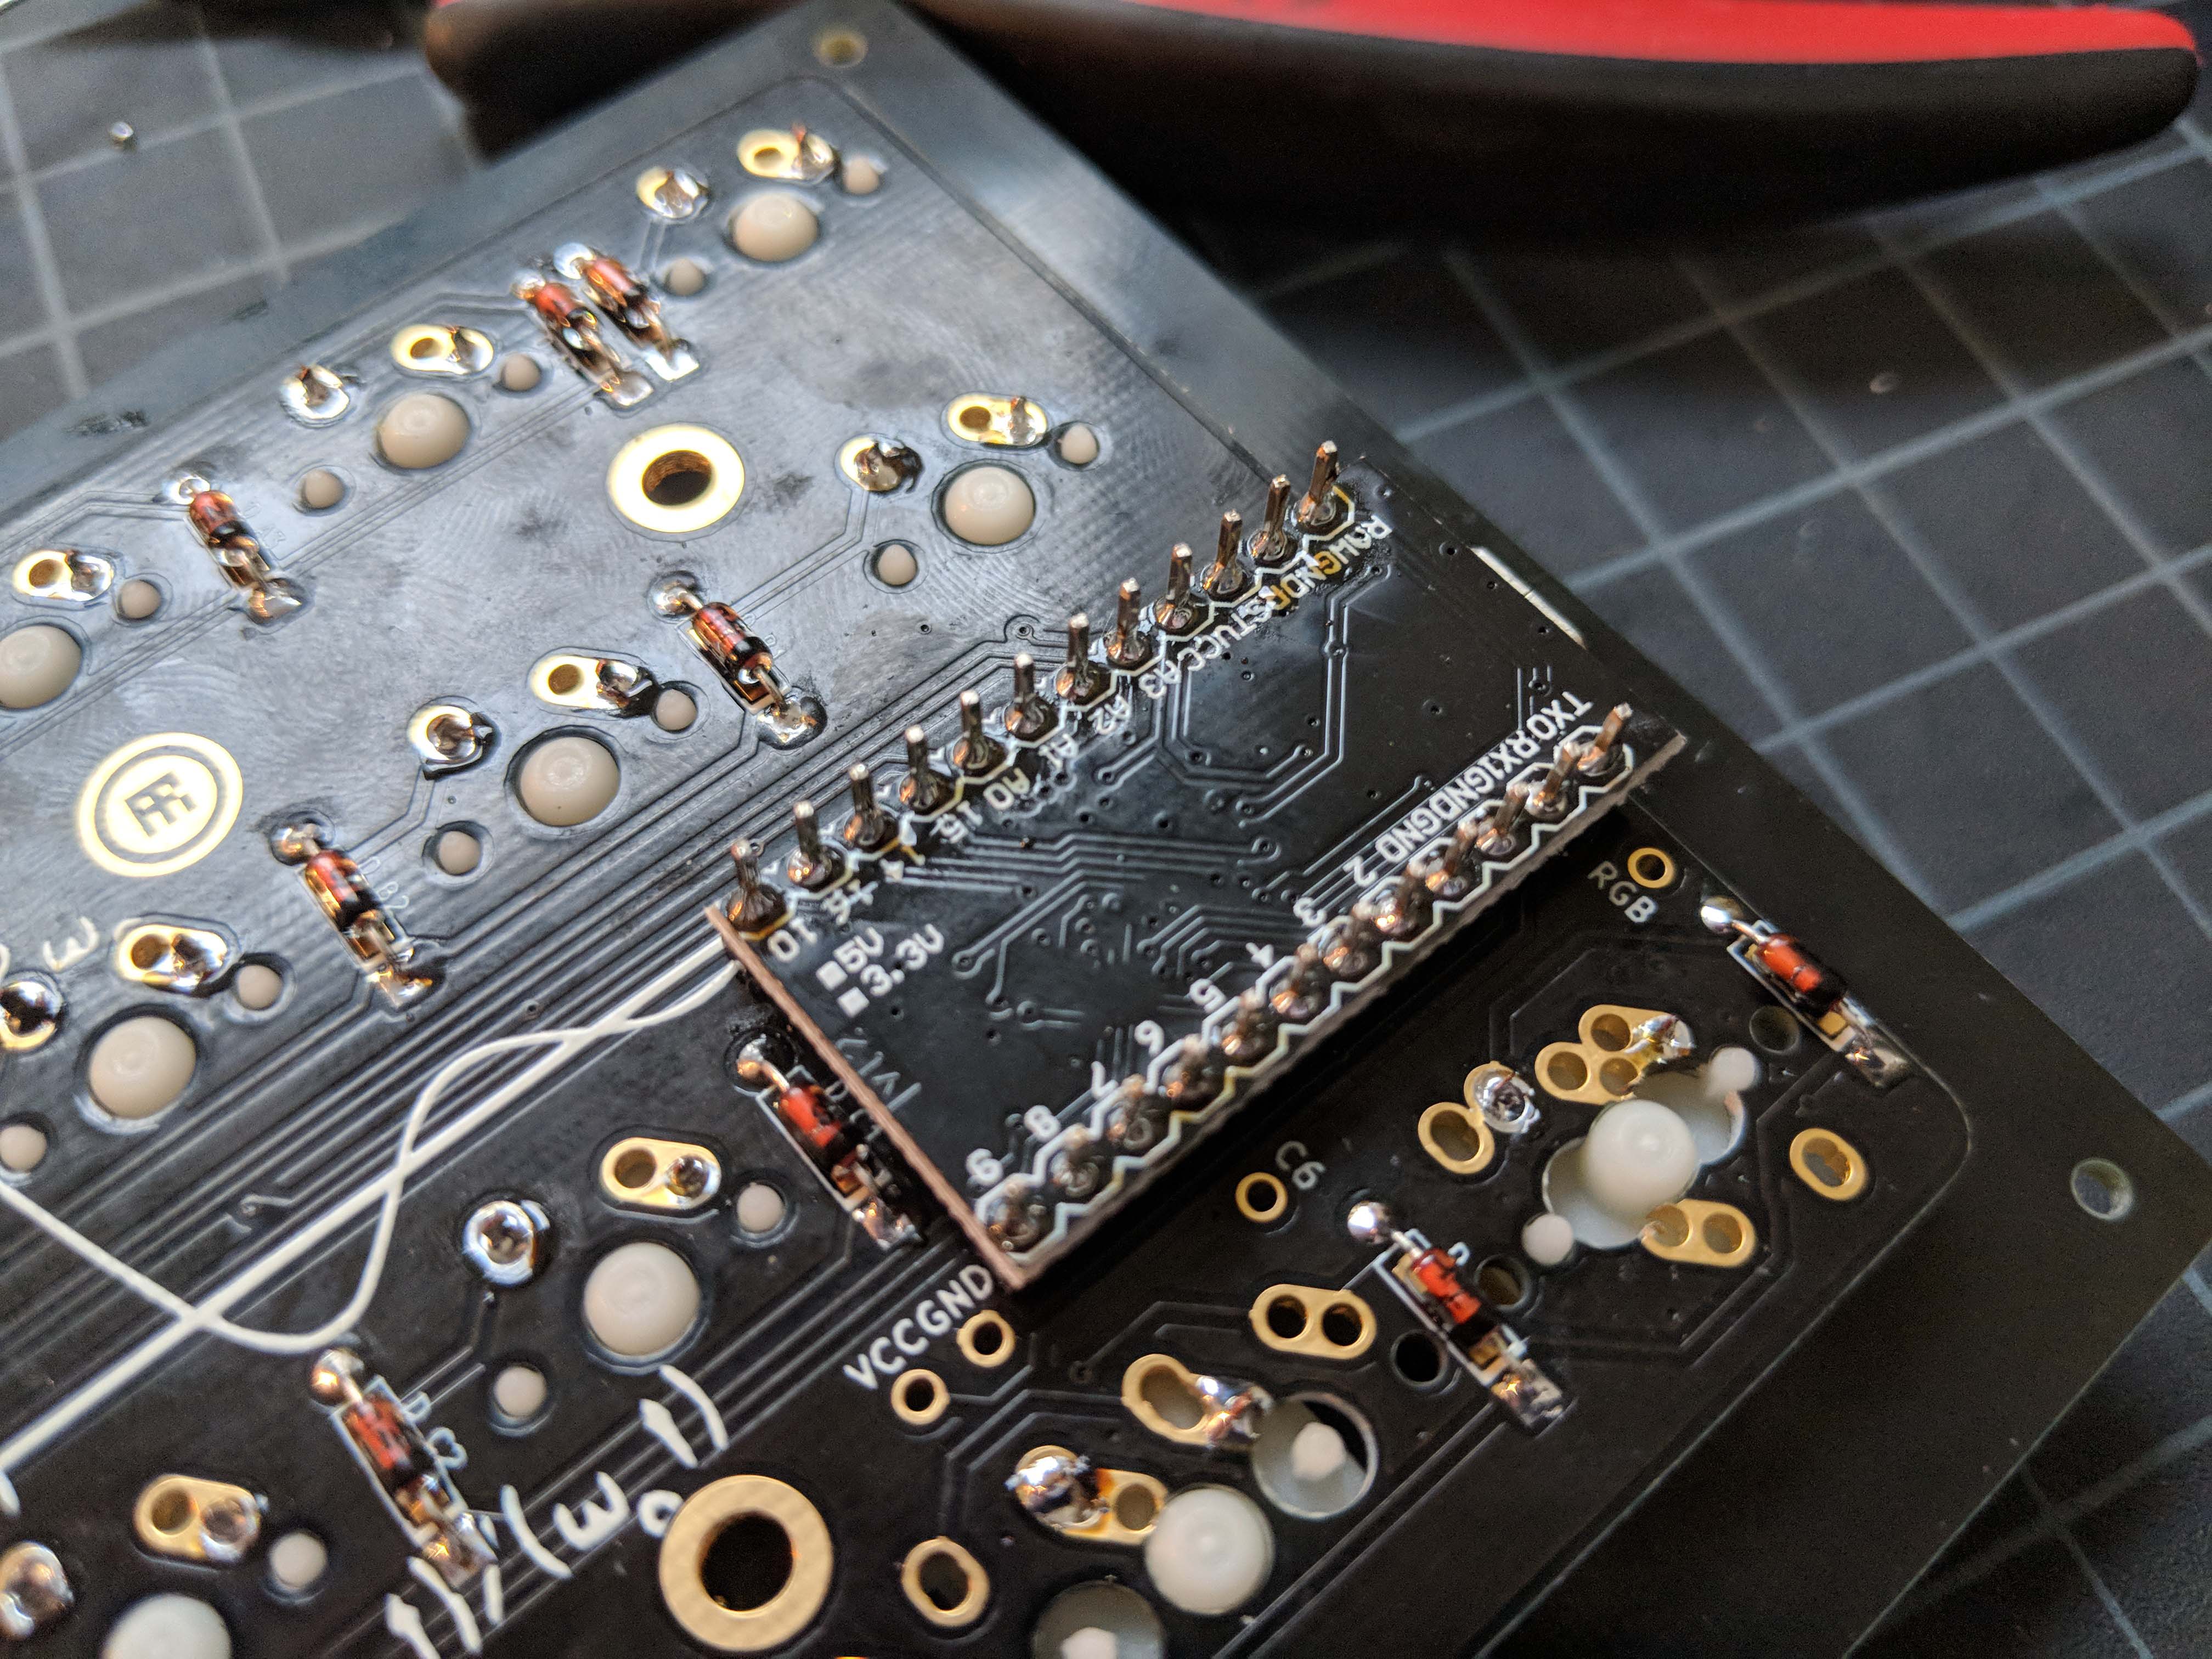 RAW GND RST VCC A3 A2 A1 A0 15 14 16 10
TXO RX1 GND GND 2 3 4 5 6 7 8 9
5V
3.3V
RGB
C6
VCC GND